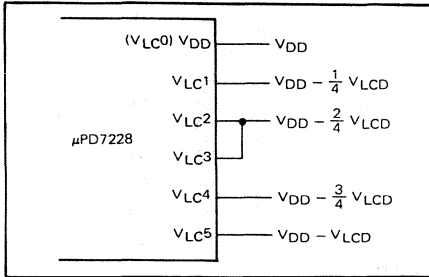 (VLC0) VDD — VDD
VLC1 — VDD – 1/4 VLCD
VLC2 — VDD – 2/4 VLCD
μPD7228
VLC3
VLC4 — VDD – 3/4 VLCD
VLC5 — VDD – VLCD